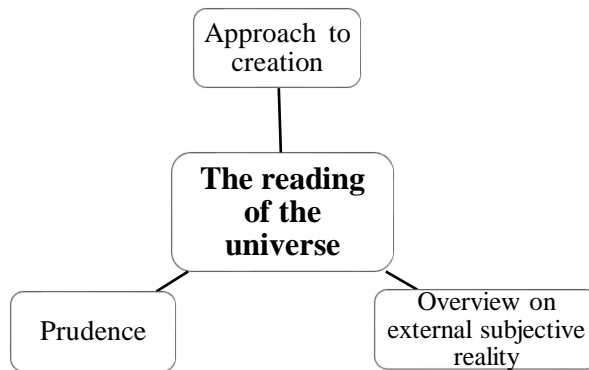 Approach to
creation
The reading
of the
universe
Prudence
Overview on
external subjective
reality